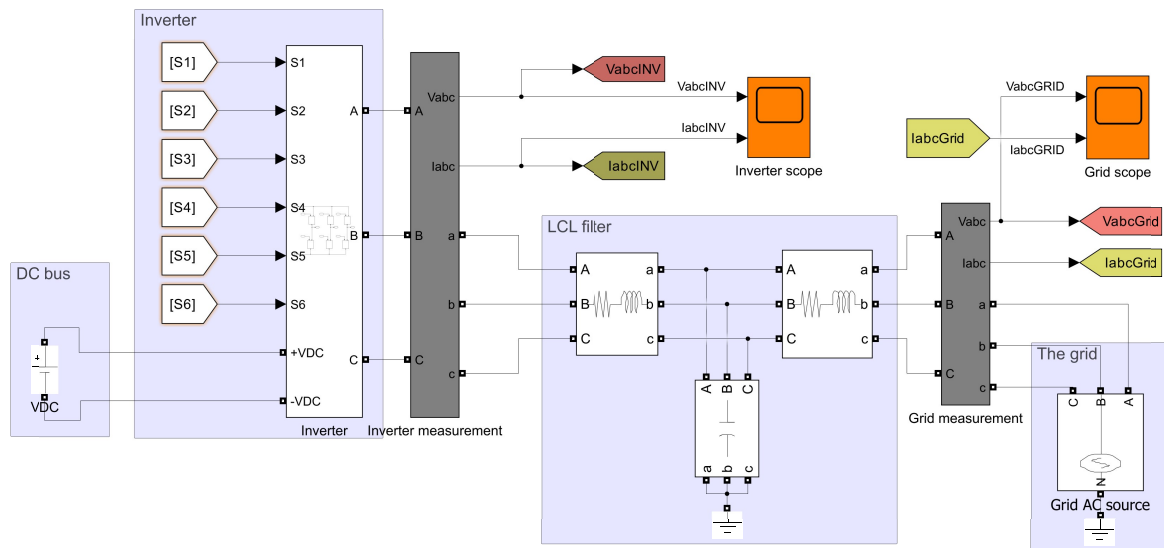 Inverter
[S1]
[S2]
[S3]
[S4]
[S5]
[S6]
S1
S2
S3
S4
S5
S6
+VDC
-VDC
A
B
C
Inverter
DC bus
+
VDC
A
B
C
Vabc
Iabc
a
b
c
Inverter measurement
VabcINV
IabcINV
VabcINV
IabcINV
Inverter scope
LCL filter
A
B
C
a
b
c
A
B
C
a
b
c
A
B
C
a
b
c
IabcGrid
VabcGRID
IabcGRID
Grid scope
A
B
C
Vabc
Iabc
a
b
c
Grid measurement
VabcGrid
IabcGrid
The grid
C
B
A
N
Grid AC source